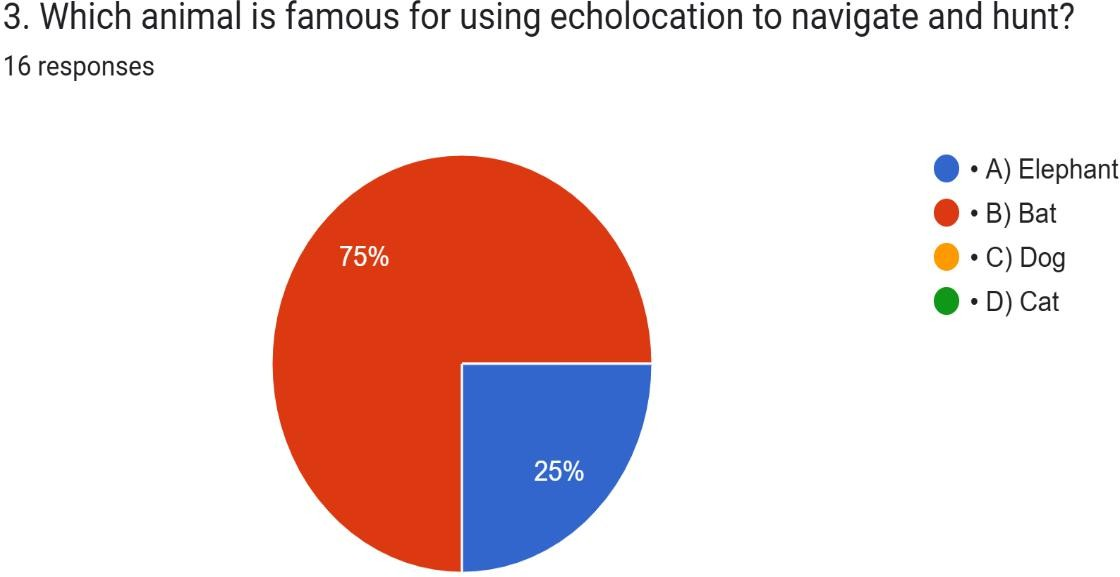 3. Which animal is famous for using echolocation to navigate and hunt?
16 responses
75%
25%
• A) Elephant
• B) Bat
• C) Dog
• D) Cat